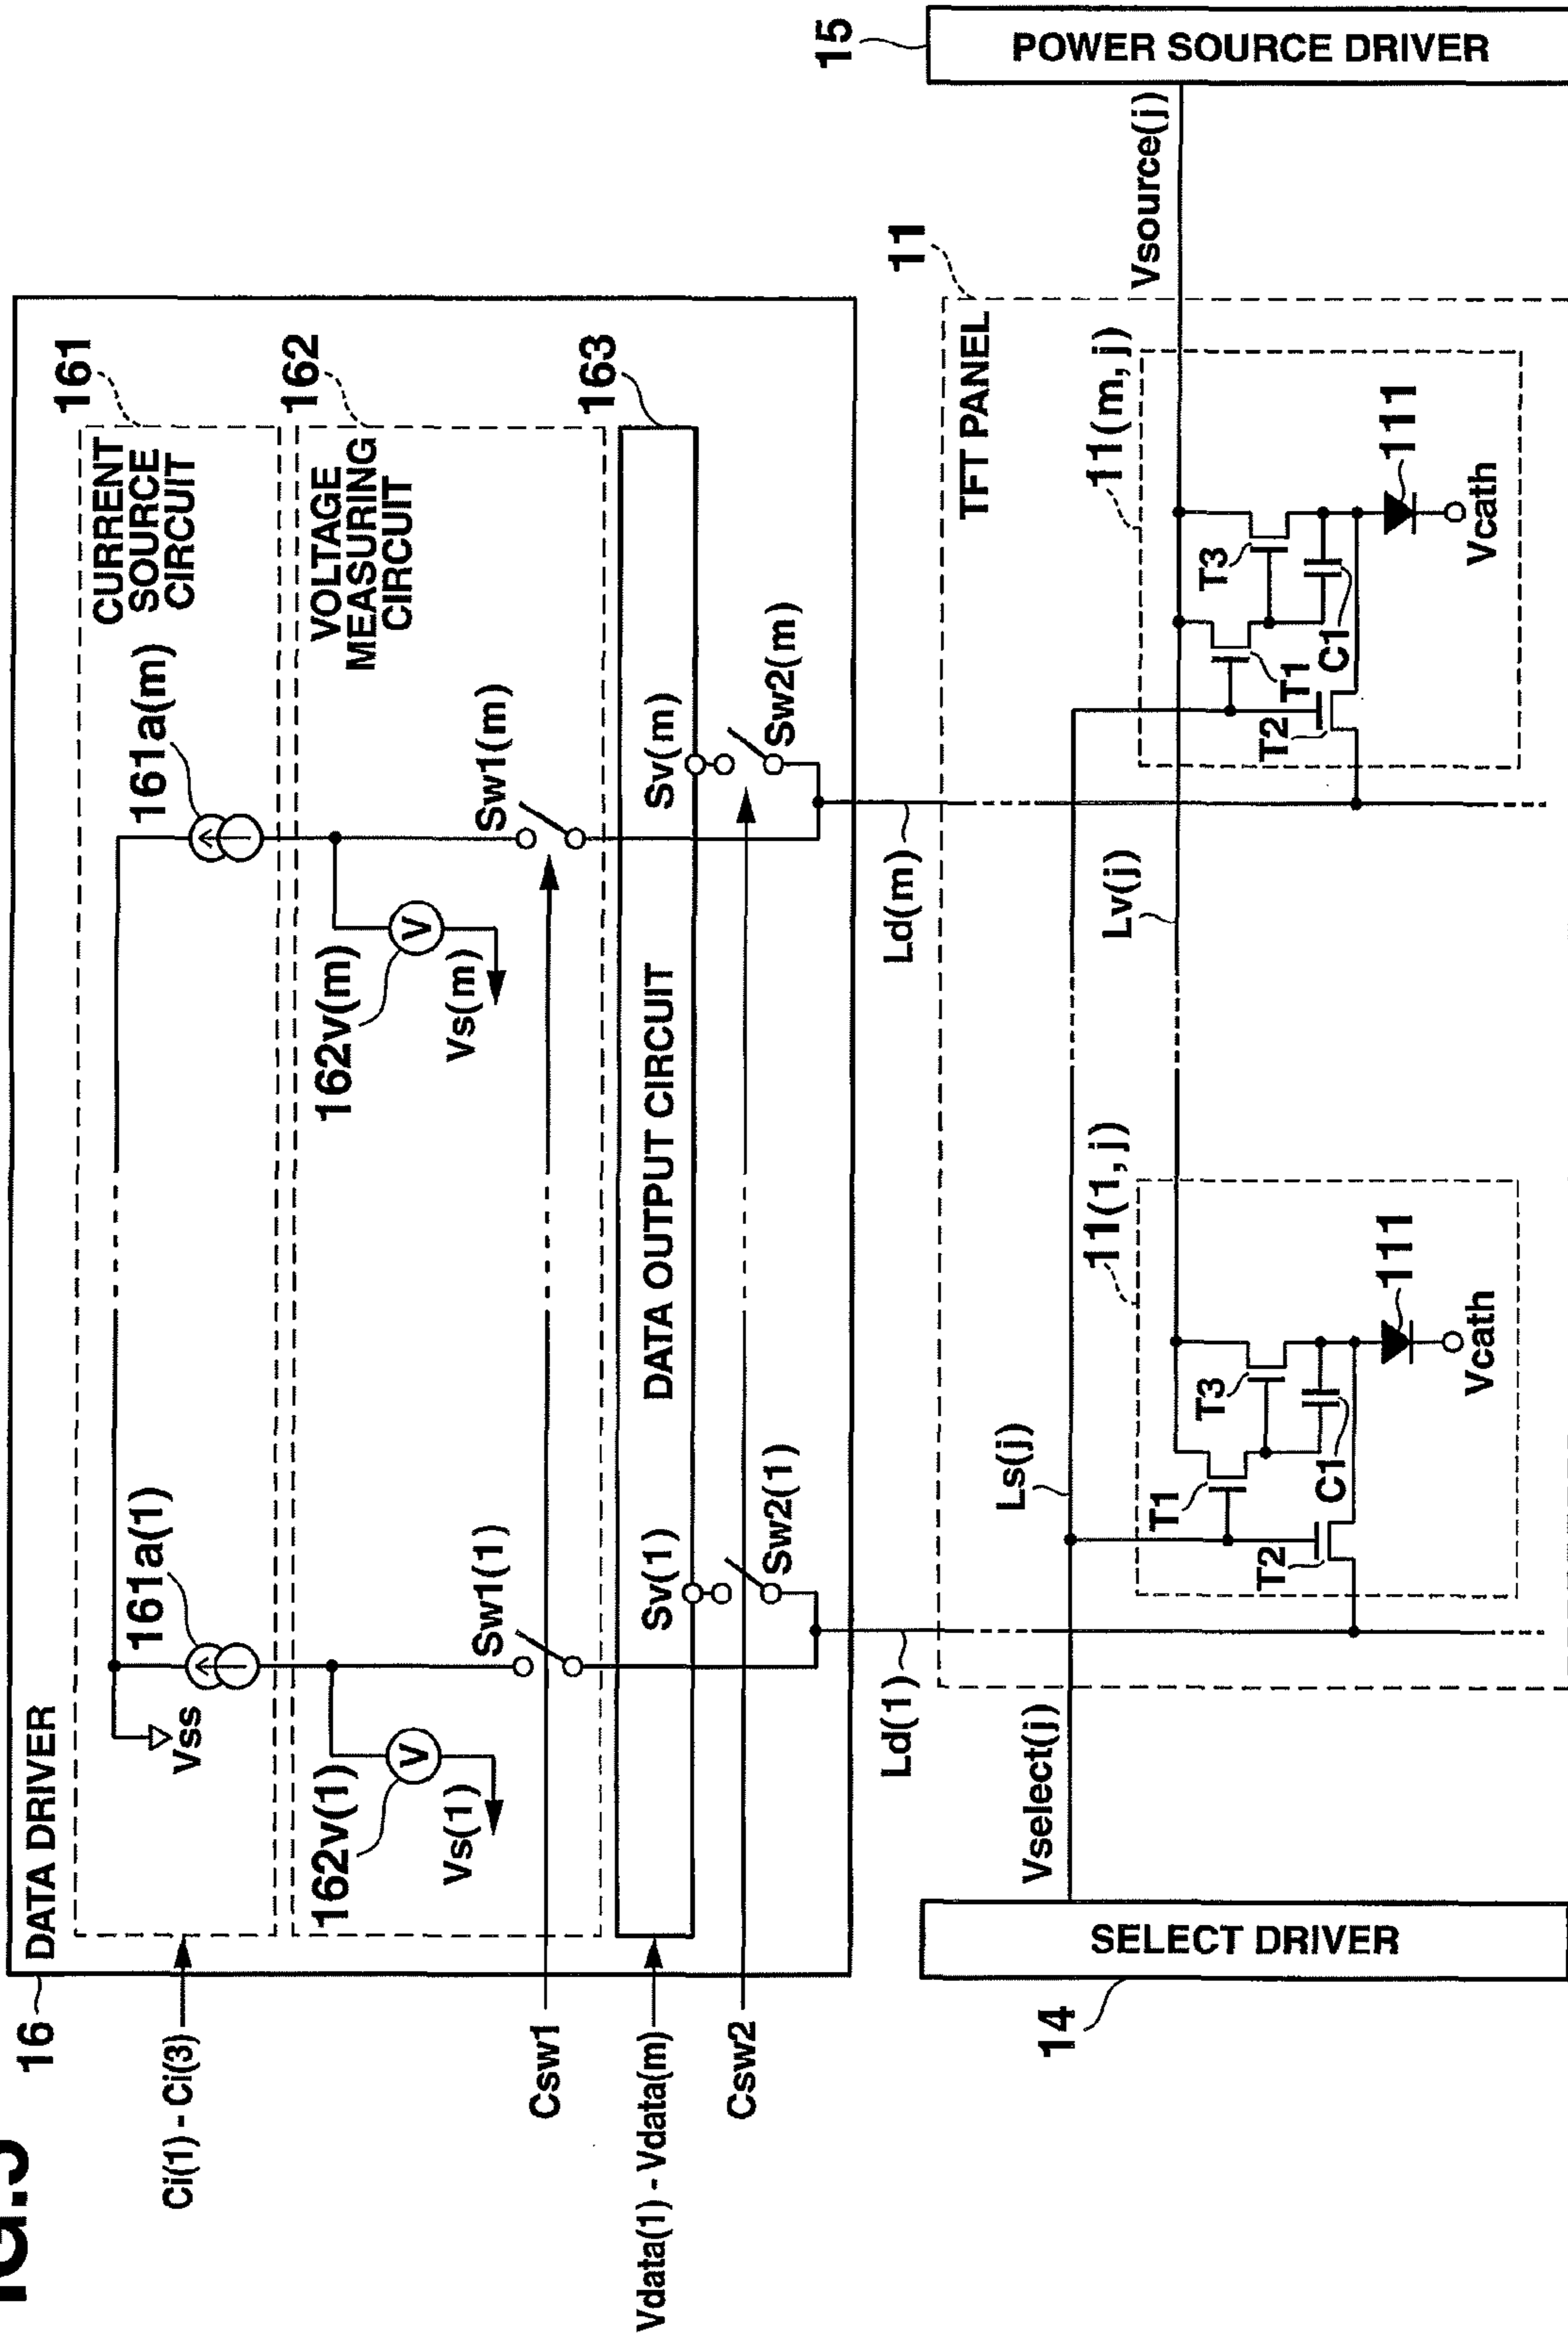 16
DATA DRIVER
161
CURRENT
SOURCE
CIRCUIT
Ci(1) - Ci(3)
Vss
161a(1)
161a(m)
162
VOLTAGE
MEASURING
CIRCUIT
162v(1)
162v(m)
Vs(1)
Vs(m)
Csw1
Sw1(1)
Sw1(m)
163
Vdata(1) - Vdata(m)
DATA OUTPUT CIRCUIT
Sv(1)
Sv(m)
Csw2
Sw2(1)
Sw2(m)
Ld(1)
Ld(m)
11
TFT PANEL
14
SELECT DRIVER
Vselect(j)
Ls(j)
Lv(j)
Vsource(j)
15
POWER SOURCE DRIVER
11(1, j)
T1
T3
T2
C1
111
Vcath
11(m, j)
T1
T3
T2
C1
111
Vcath